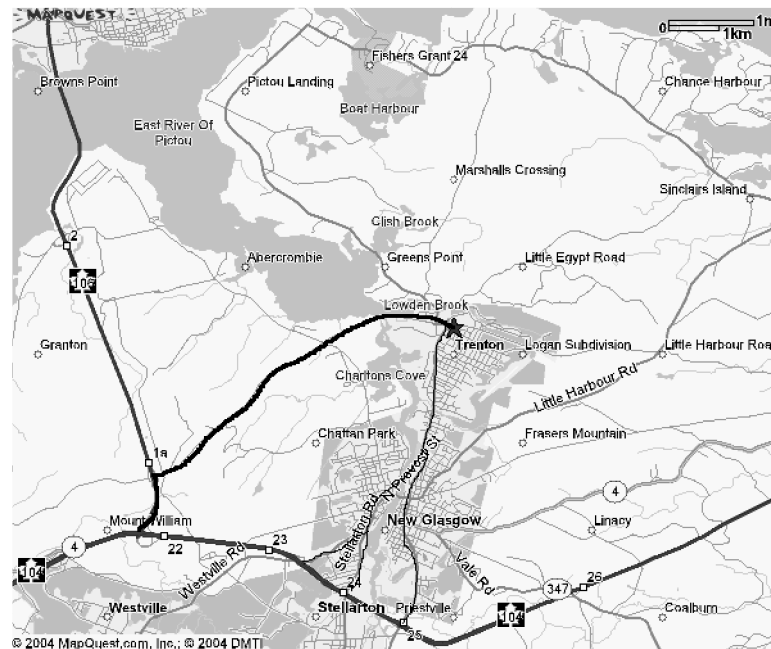 MAPQUEST
1m
0
1km
Fishers Grant 24
Browns Point
Pictou Landing
Chance Harbour
Boat Harbour
East River Of
Pictou
Marshalls Crossing
Sinclairs Island
Clish Brook
2
Abercrombie
Greens Point
Little Egypt Road
106
Lowden Brook
Granton
Trenton
Logan Subdivision
Little Harbour Roa
Charltons Cove
Little Harbour Rd
Chattan Park
Frasers Mountain
1a
N Provost St
4
Stellarton Rd
Mount William
New Glasgow
Linacy
4
22
23
Westville Rd
Vale Rd
104
24
347
26
Westville
Stellarton
Priestville
104
Coalburn
25
© 2004 MapQuest.com, Inc.; © 2004 DMTI